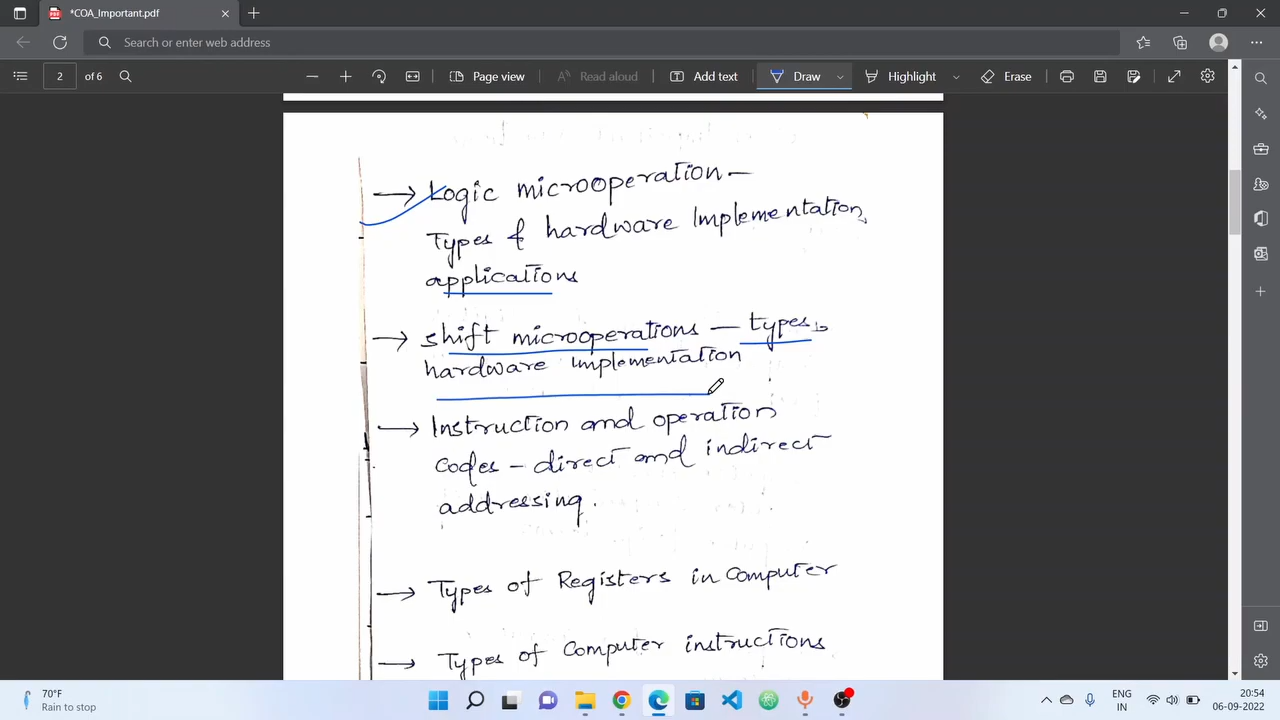 *COA_Important.pdf
Search or enter web address
2 of 6
Page view
Read aloud
Add text
Draw
Highlight
Erase
→ Logic microoperation —
Types & hardware Implementation,
applications
→ shift microoperations — types,
hardware implementation
→ Instruction and operation
Codes - direct and indirect
addressing.
→ Types of Registers in Computer
→ Types of Computer instructions
70°F
Rain to stop
ENG
IN
20:54
06-09-2022